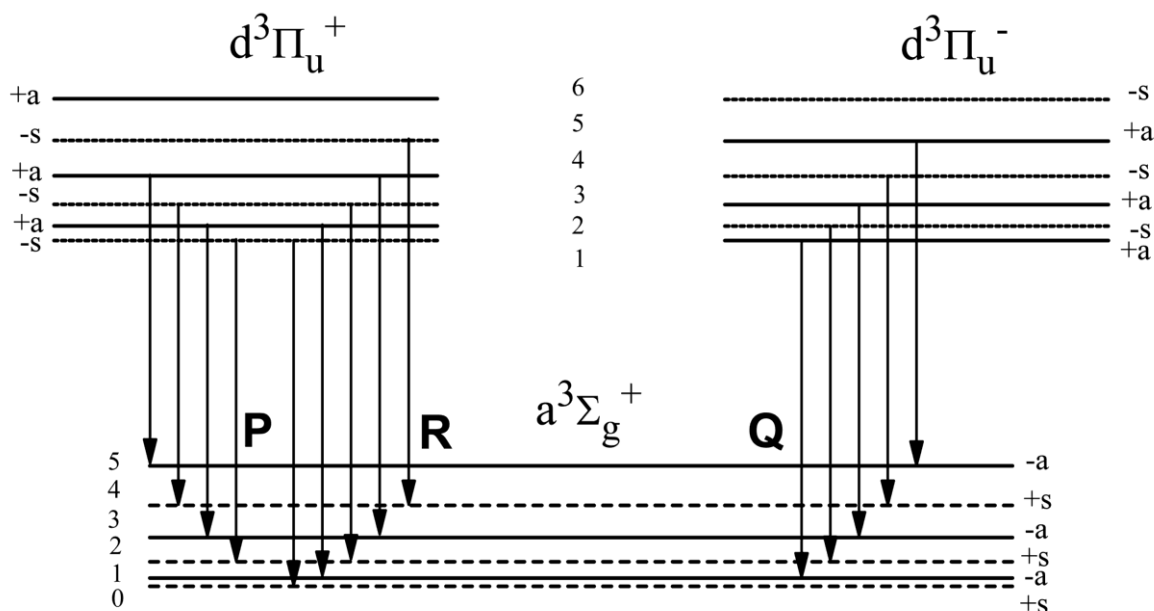 d³Πᵤ⁺ d³Πᵤ⁻
+a 6 -s
-s 5 +a
+a 4 -s
-s 3 +a
+a 2 -s
-s 1 +a
a³Σg⁺
P R Q
5 -a
4 +s
3 -a
2 +s
1 -a
0 +s